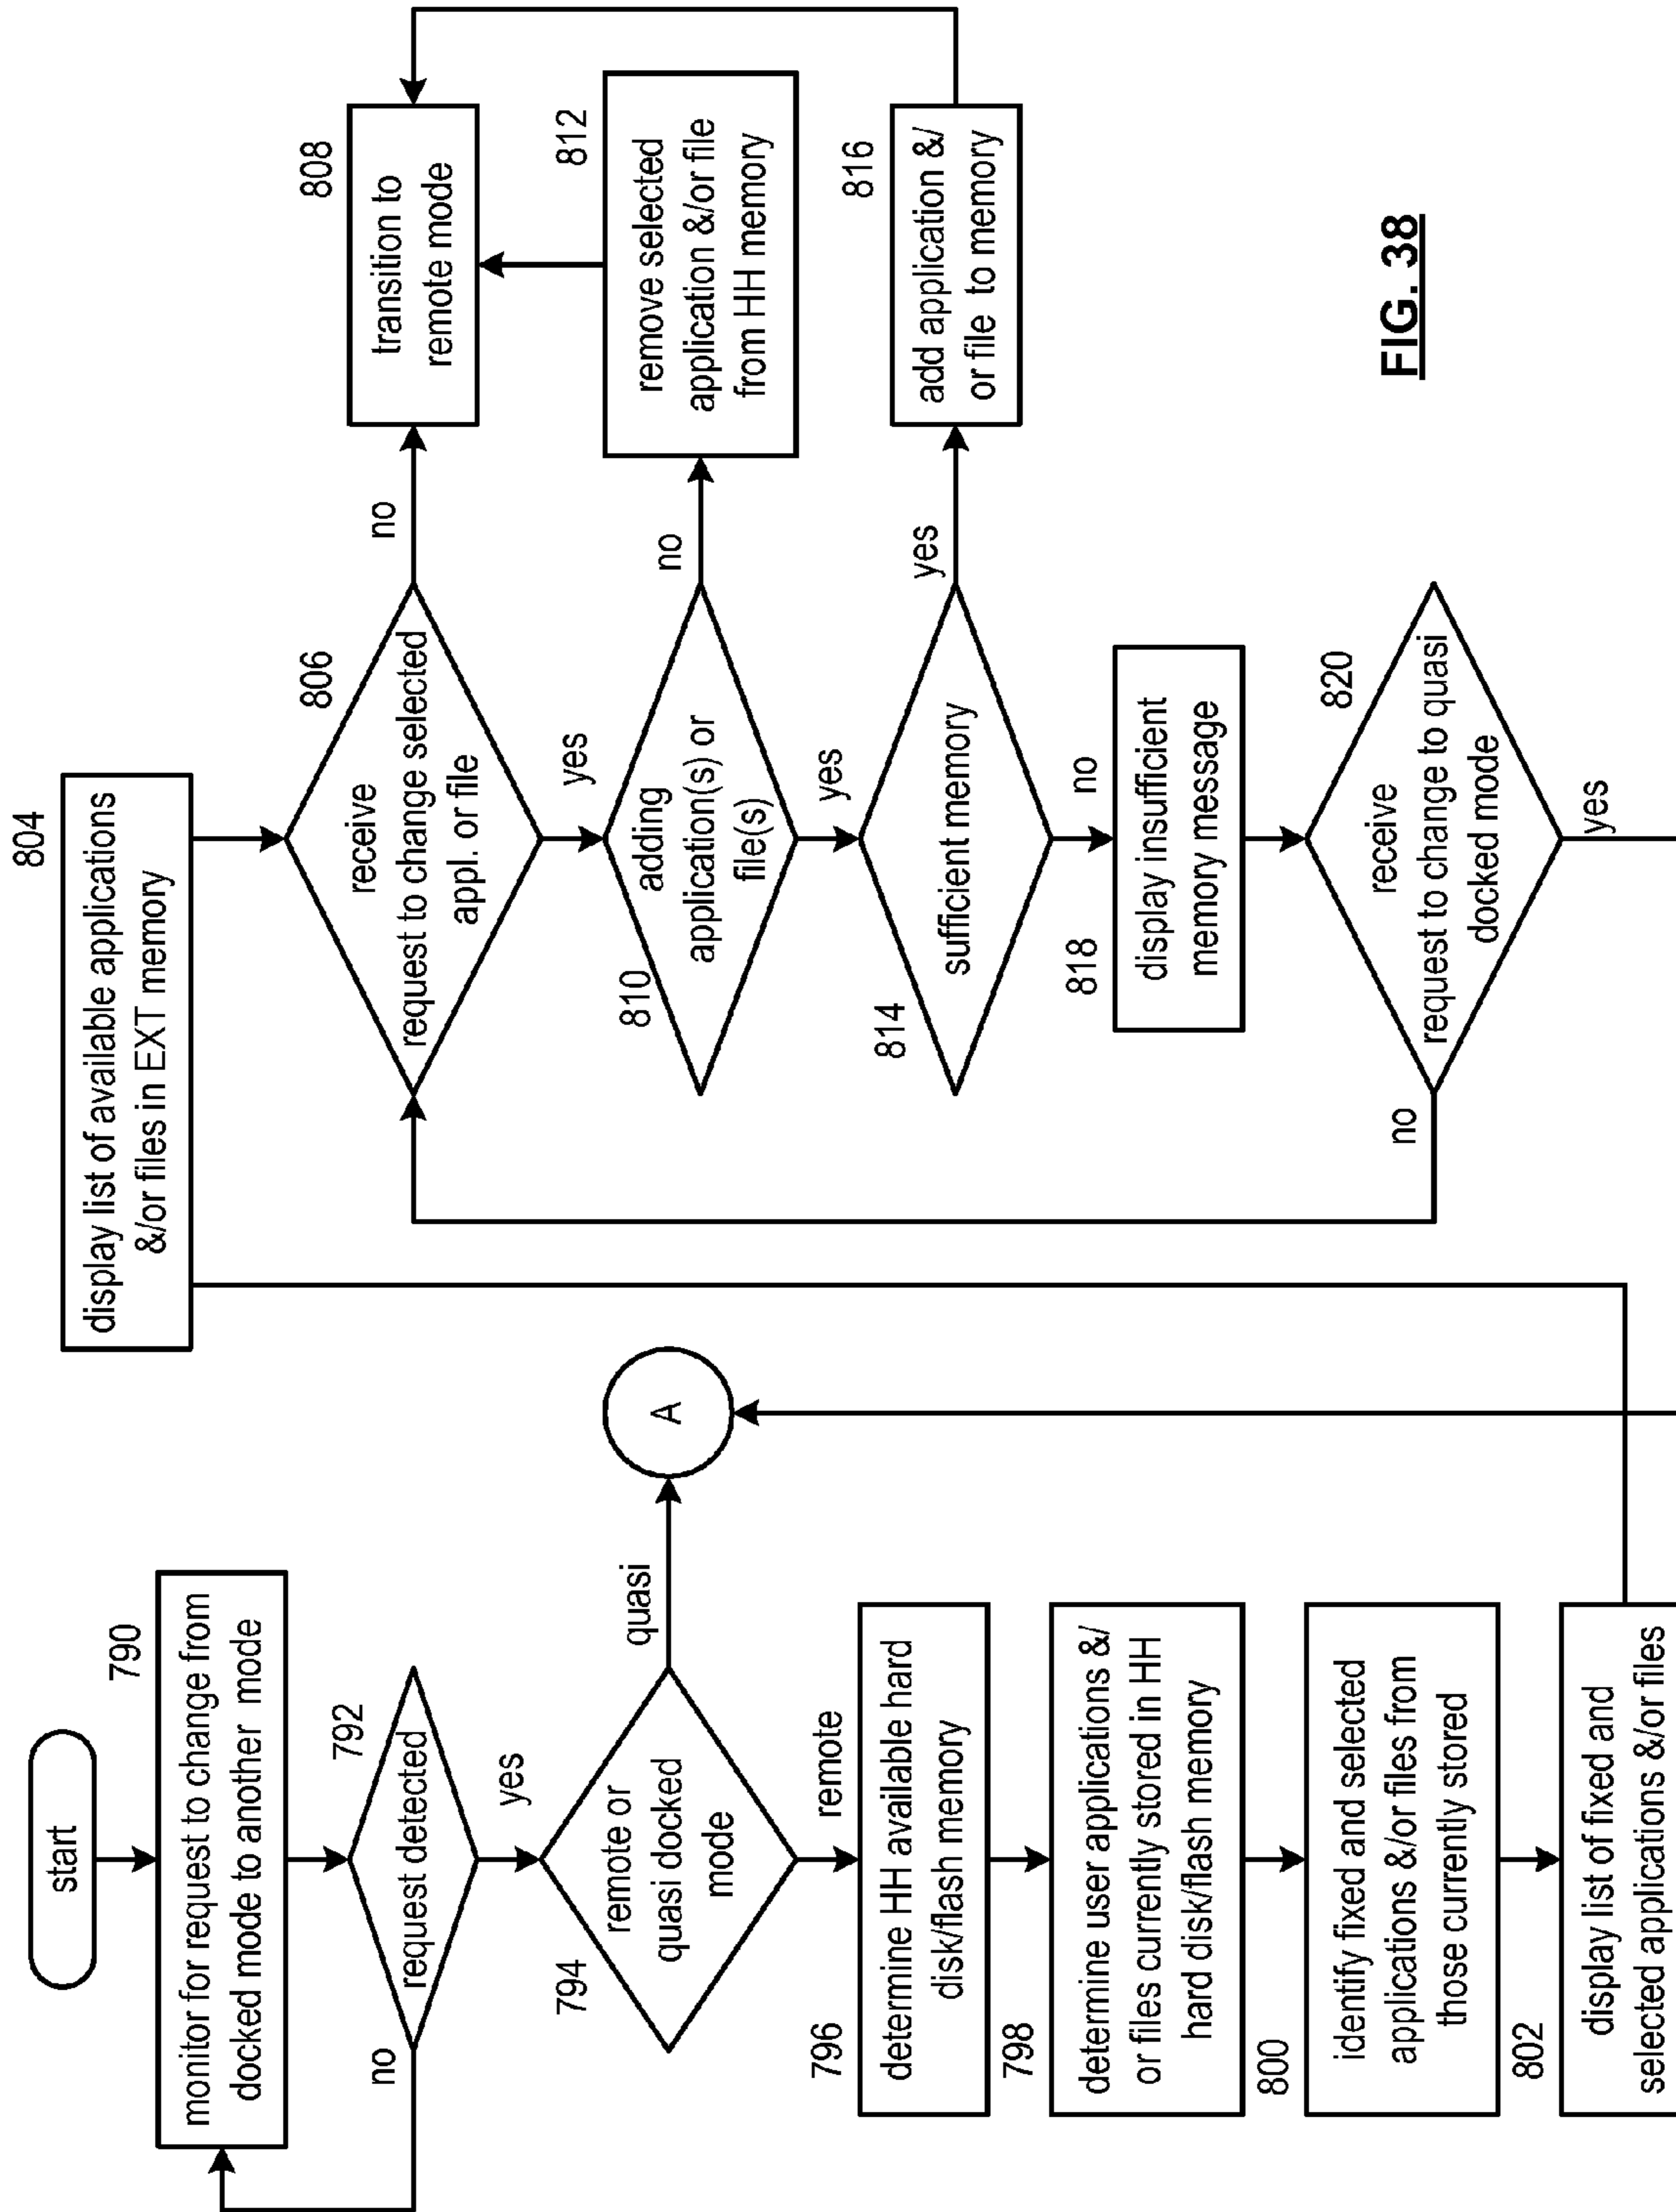 start
790
monitor for request to change from
docked mode to another mode
792
request detected
no
yes
794
remote or
quasi docked
mode
quasi
A
remote
796
determine HH available hard
disk/flash memory
798
determine user applications &/
or files currently stored in HH
hard disk/flash memory
800
identify fixed and selected
applications &/or files from
those currently stored
802
display list of fixed and
selected applications &/or files
804
display list of available applications
&/or files in EXT memory
806
receive
request to change selected
appl. or file
no
808
transition to
remote mode
yes
810
adding
application(s) or
file(s)
no
812
remove selected
application &/or file
from HH memory
yes
814
sufficient memory
yes
816
add application &/
or file to memory
no
818
display insufficient
memory message
820
receive
request to change to quasi
docked mode
no
yes
FIG. 38